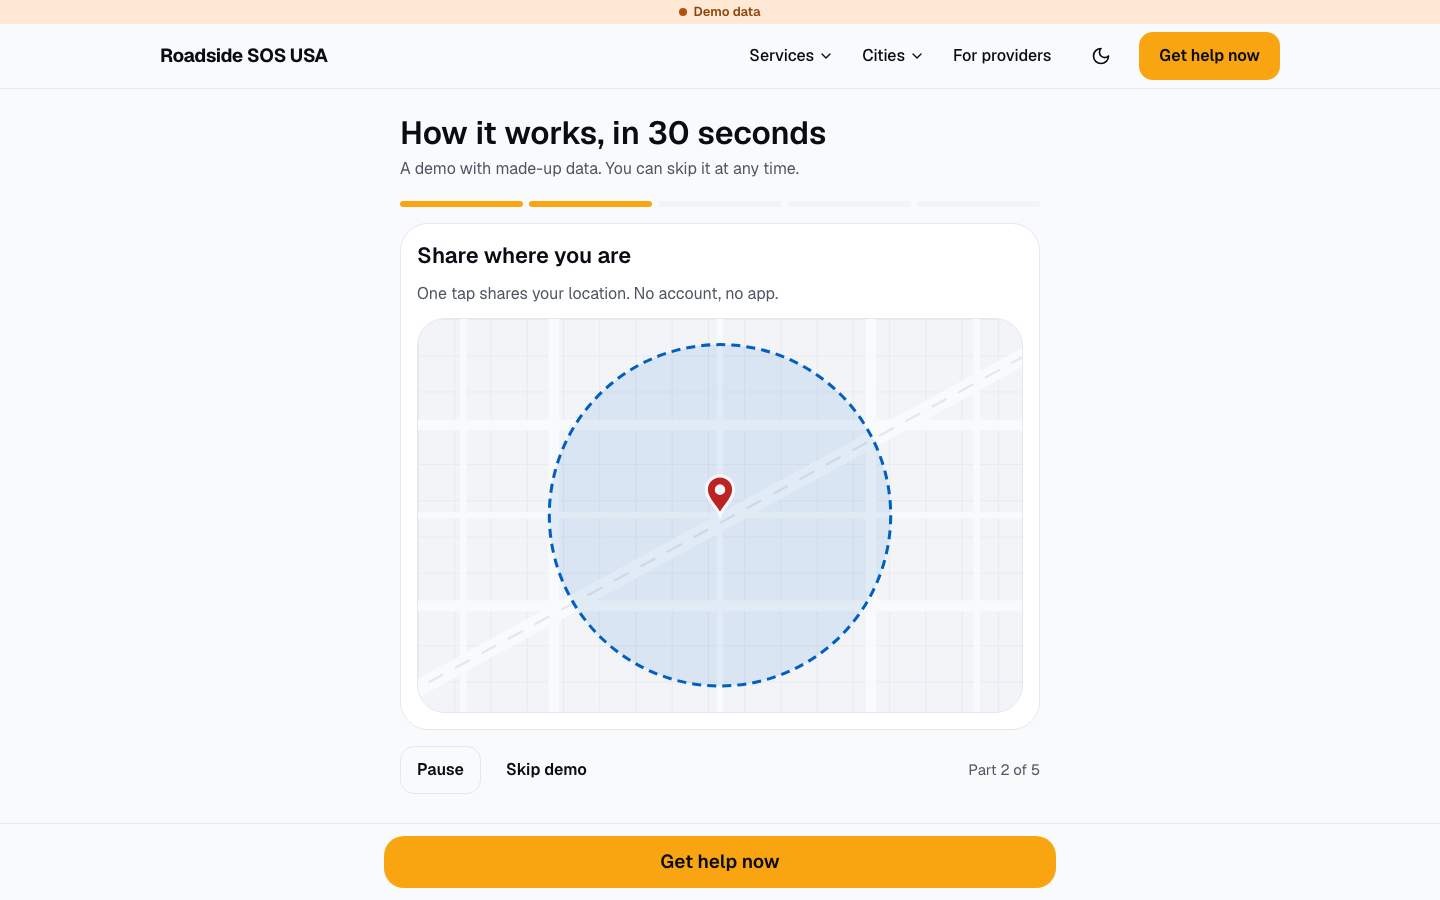 Demo data
Roadside SOS USA
Services
Cities
For providers
Get help now
How it works, in 30 seconds
A demo with made-up data. You can skip it at any time.
Share where you are
One tap shares your location. No account, no app.
Pause
Skip demo
Part 2 of 5
Get help now